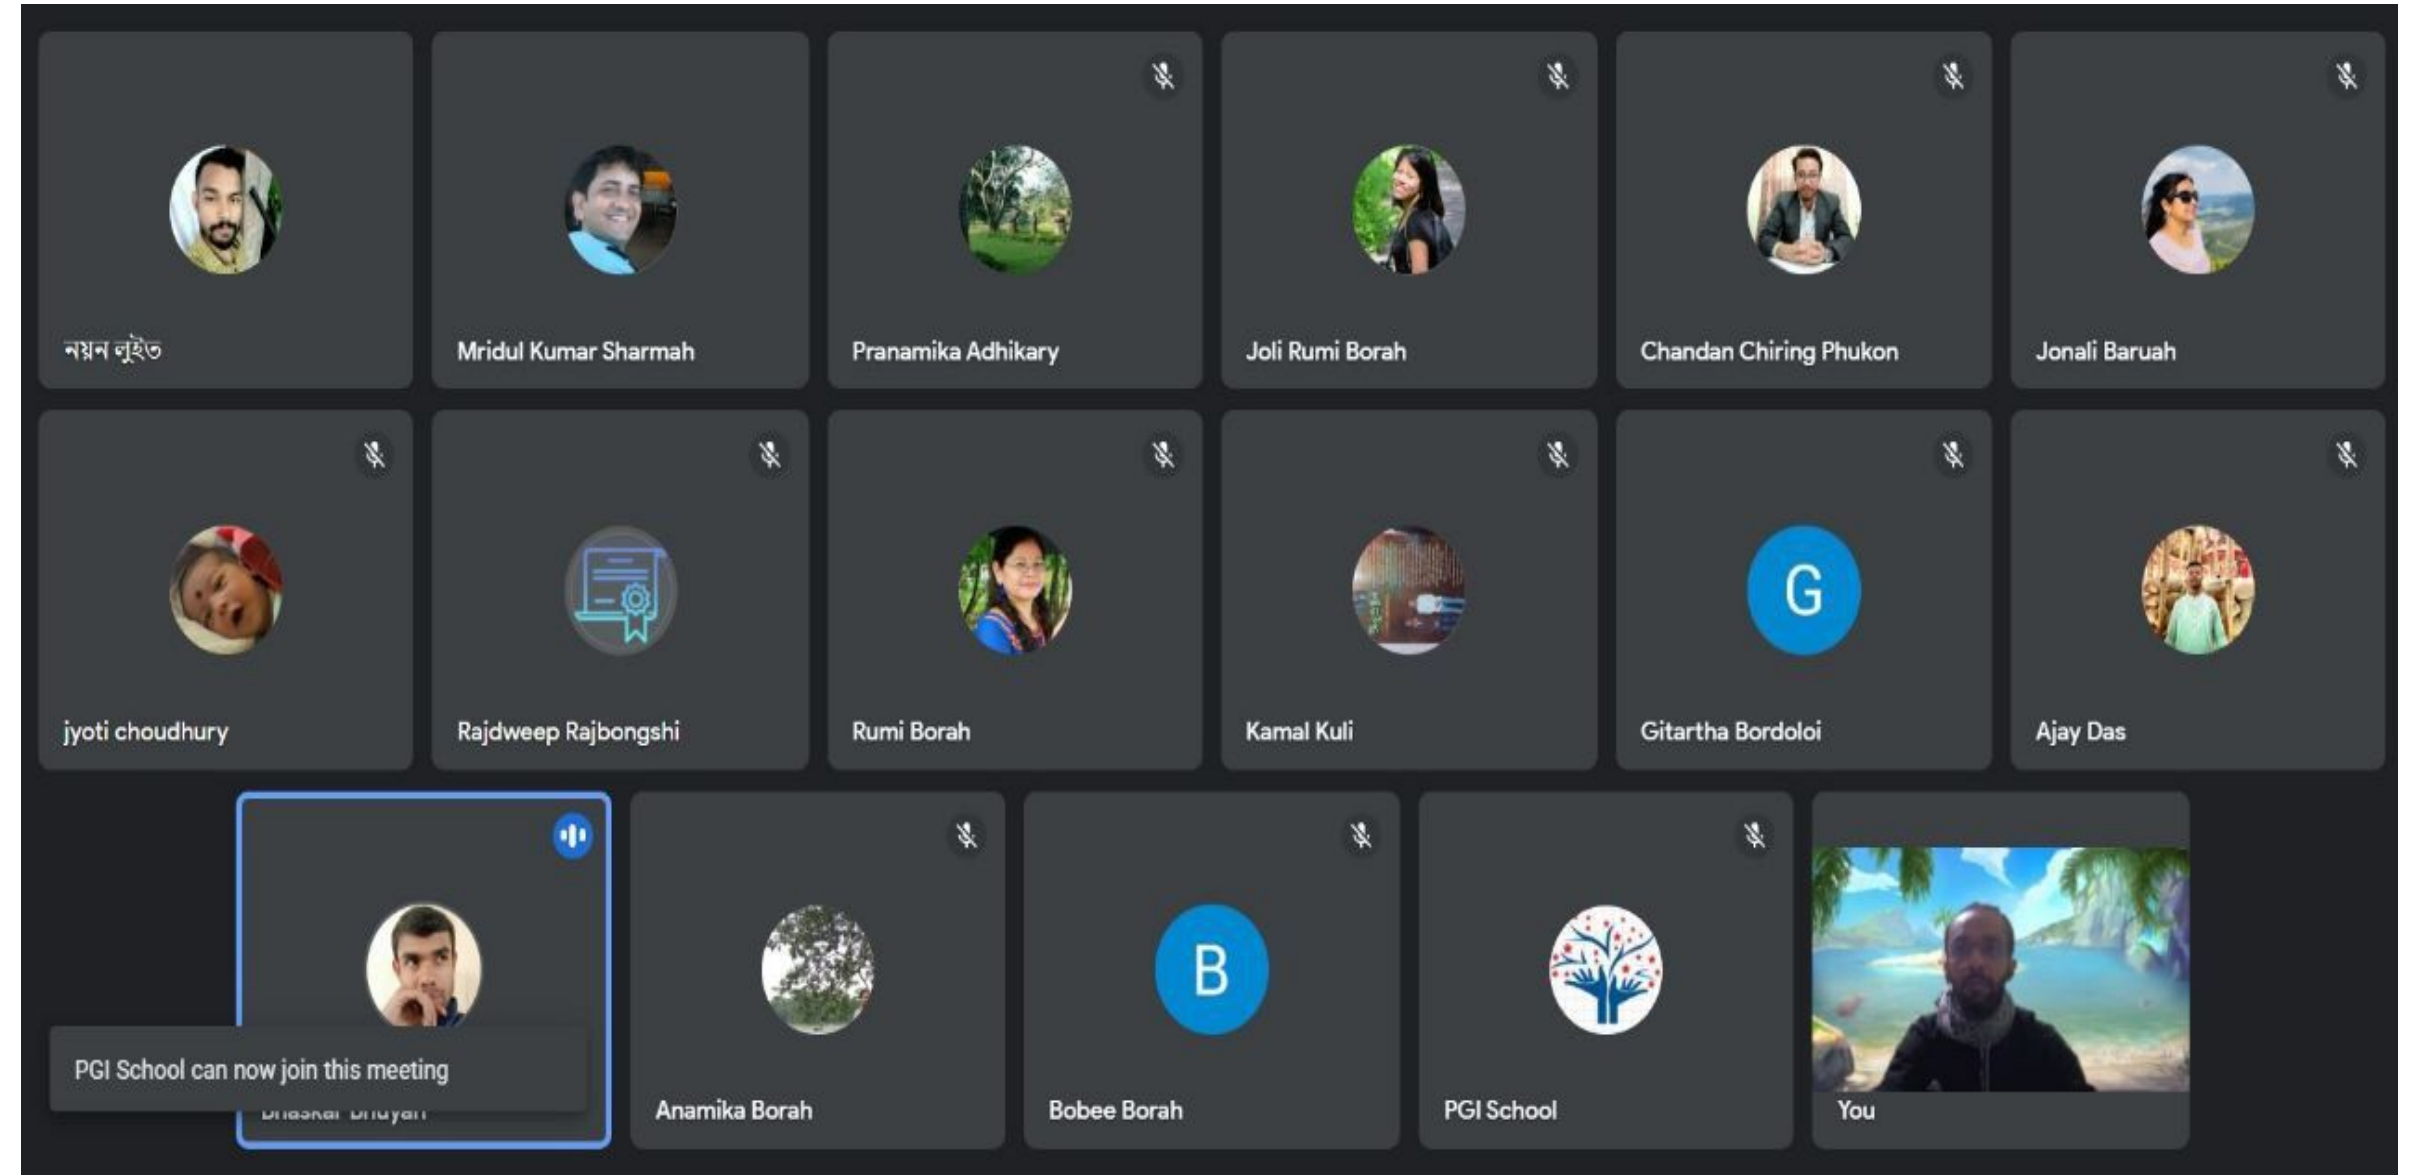 নয়ন লুইত
Mridul Kumar Sharmah
Pranamika Adhikary
Joli Rumi Borah
Chandan Chiring Phukon
Jonali Baruah
jyoti choudhury
Rajdweep Rajbongshi
Rumi Borah
Kamal Kuli
G
Gitartha Bordoloi
Ajay Das
PGI School can now join this meeting
Bhaskar Bhuyan
Anamika Borah
B
Bobee Borah
PGI School
You